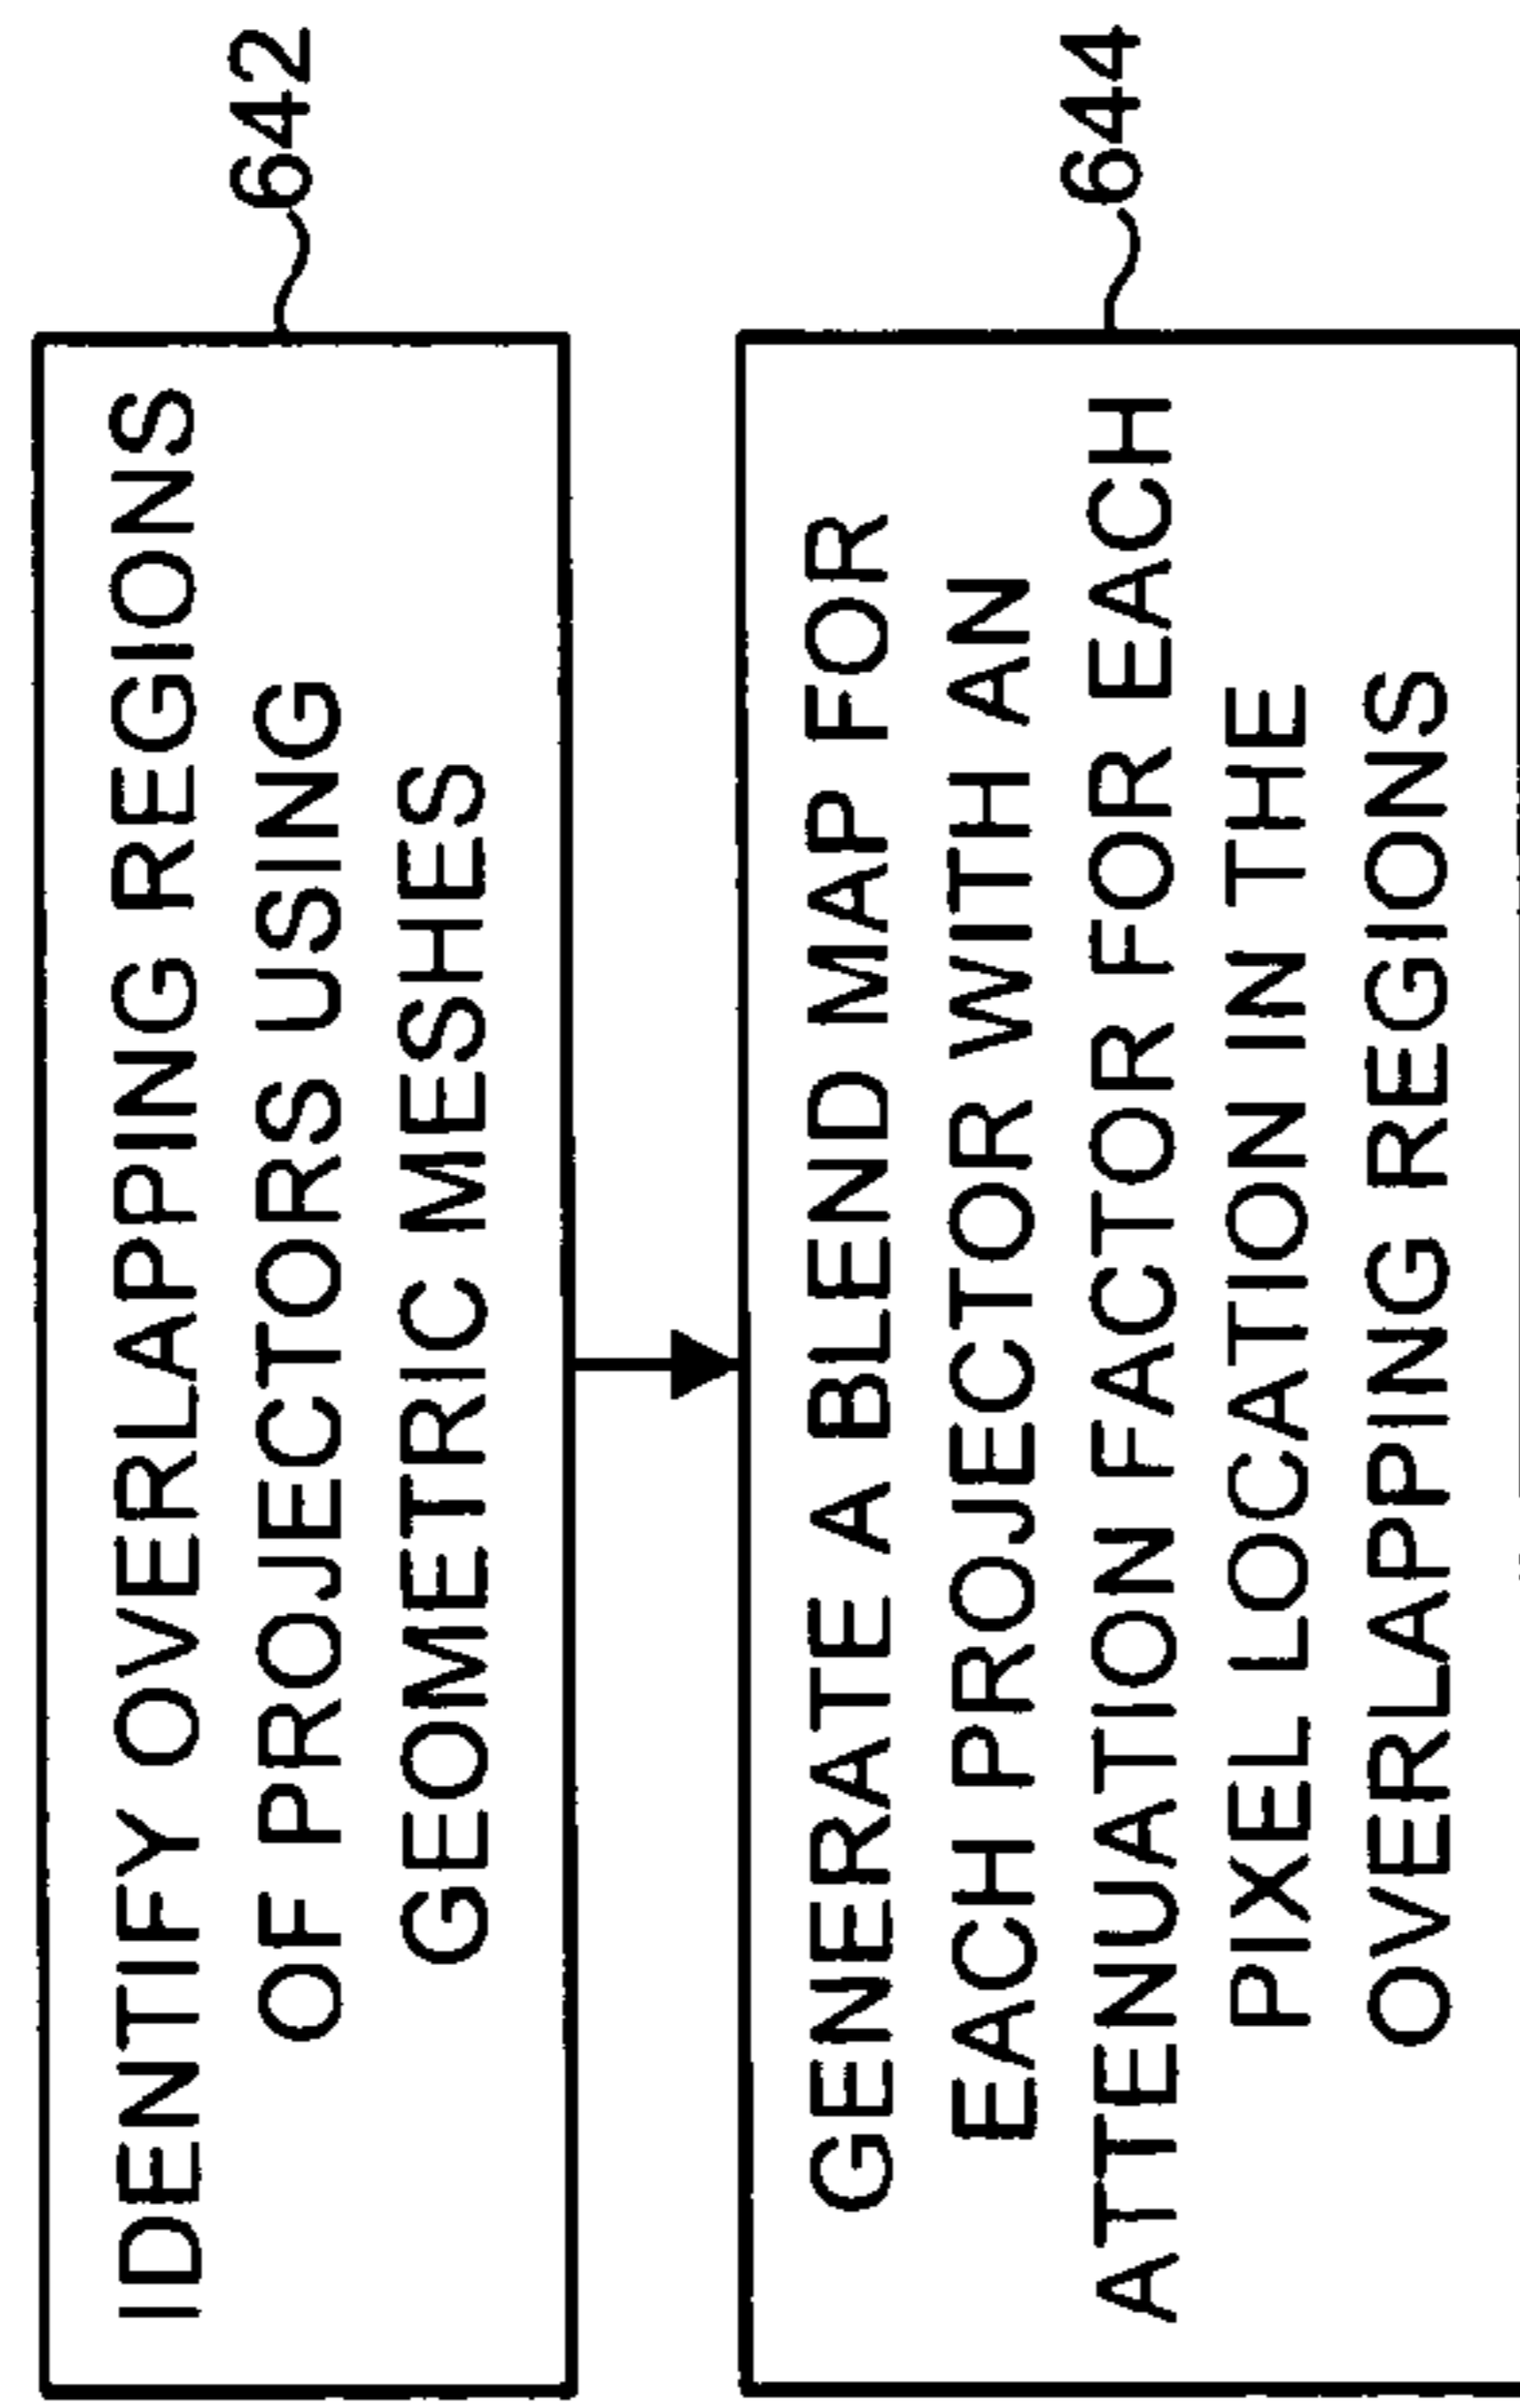 IDENTIFY OVERLAPPING REGIONS
OF PROJECTORS USING
GEOMETRIC MESHES
642
GENERATE A BLEND MAP FOR
EACH PROJECTOR WITH AN
ATTENUATION FACTOR FOR EACH
PIXEL LOCATION IN THE
OVERLAPPING REGIONS
644